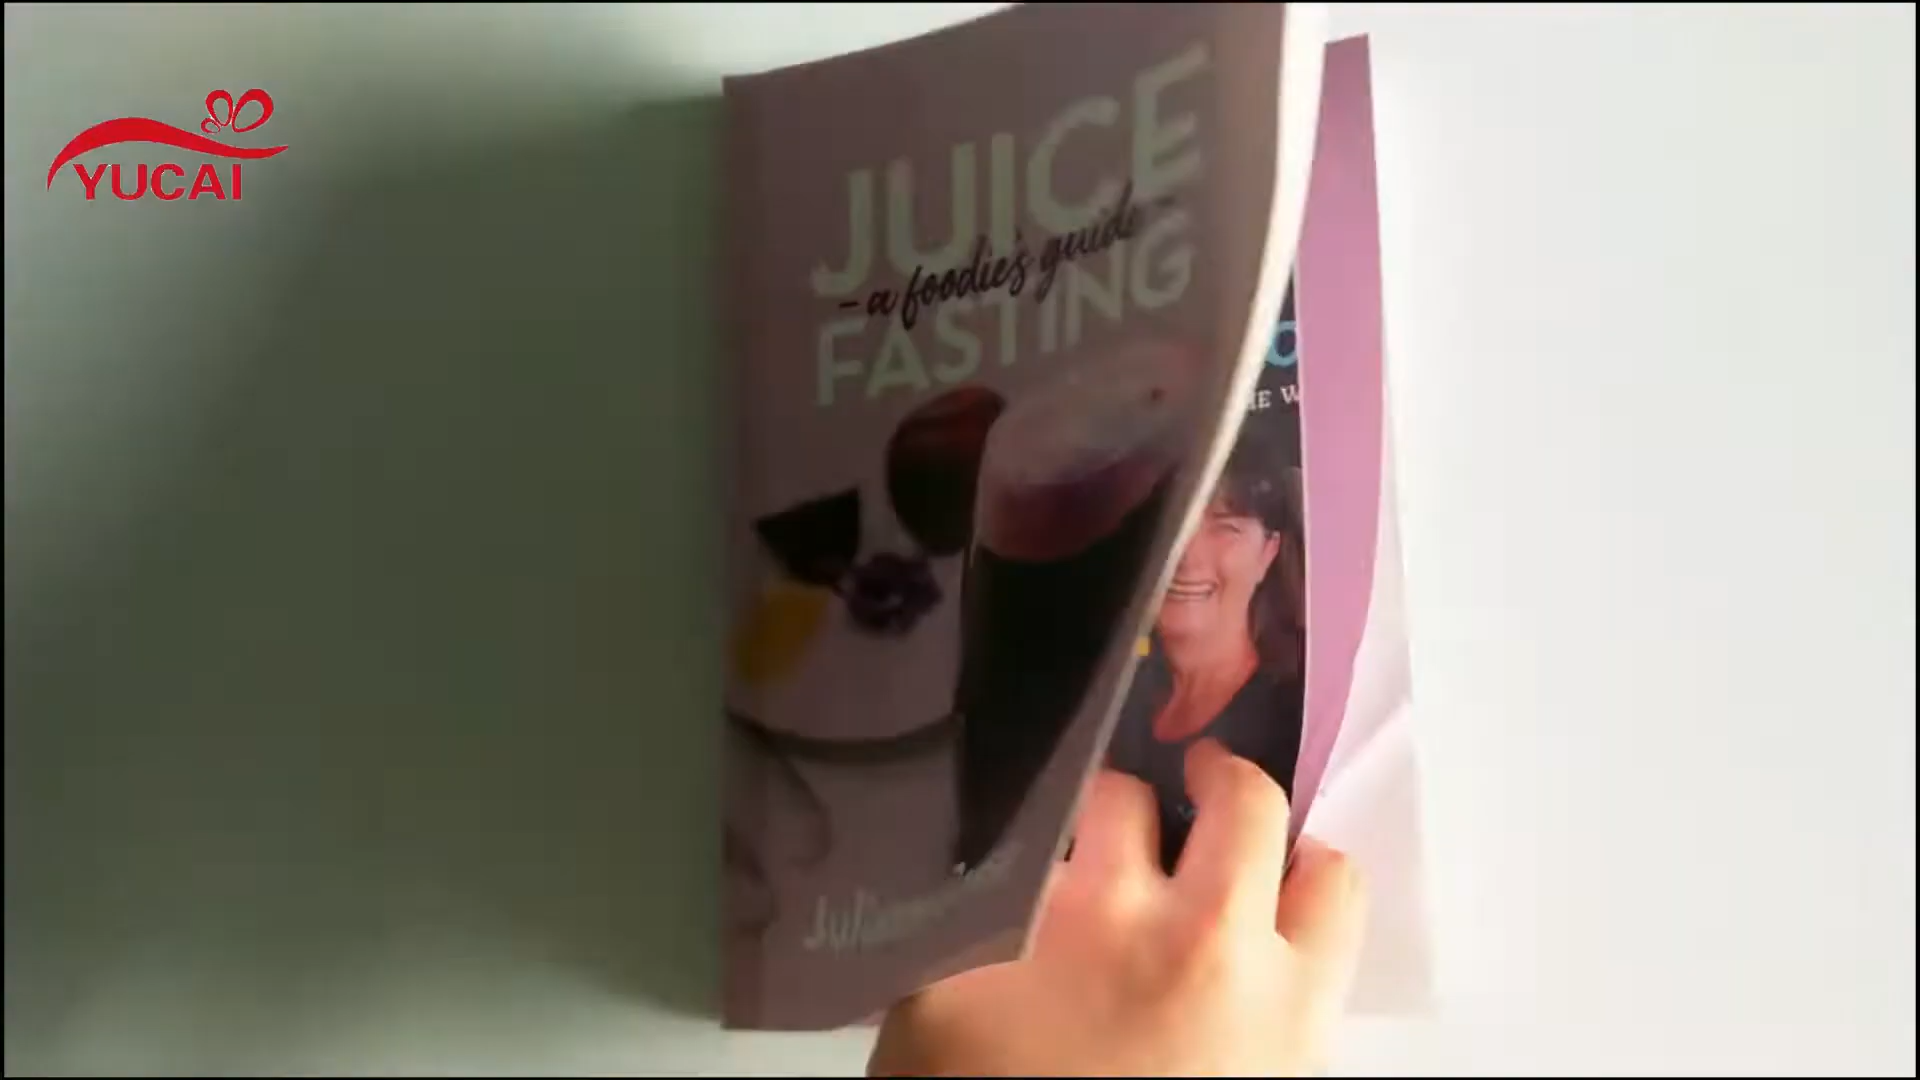 YUCAI
JUICE
- a foodie's guide -
FASTING
HE W